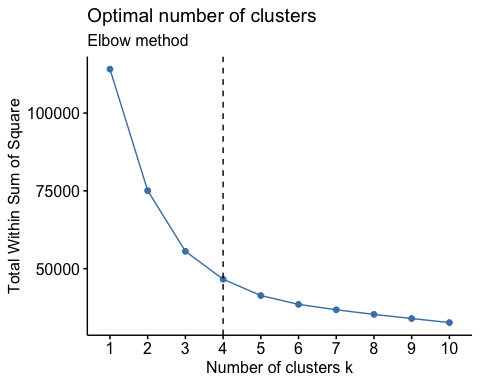 Optimal number of clusters
Elbow method
Total Within Sum of Square
100000
75000
50000
1 2 3 4 5 6 7 8 9 10
Number of clusters k